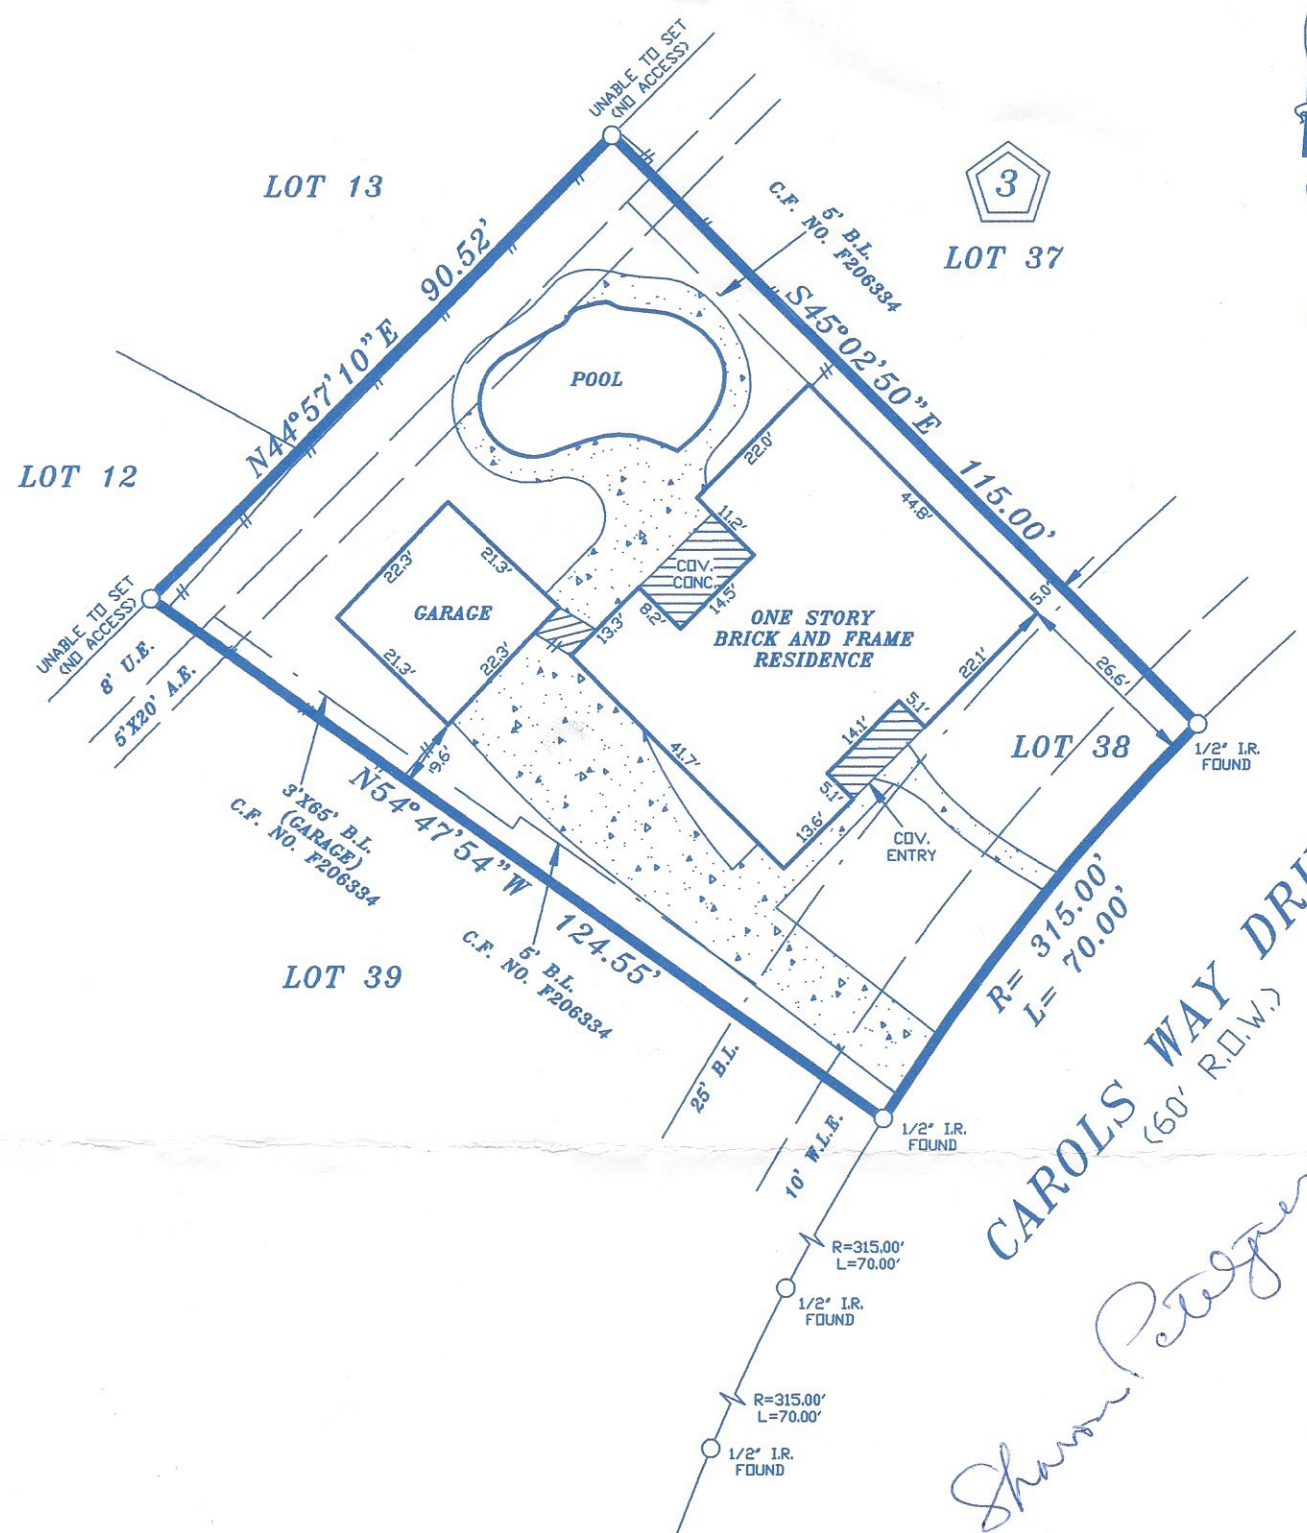 UNABLE TO SET
(NO ACCESS)
LOT 13
3
LOT 37
5' B.L.
C.F. NO. F206334
N44°57'10"E 90.52'
S45°02'50"E 115.00'
POOL
LOT 12
22.0'
44.8'
11.2'
COV.
CONC.
8.2'
14.5'
13.3'
22.3'
21.3'
GARAGE
21.3'
22.3'
ONE STORY
BRICK AND FRAME
RESIDENCE
5.0'
22.1'
26.6'
UNABLE TO SET
(NO ACCESS)
8' U.E.
5'X20' A.E.
9.6'
41.7'
14.1'
5.1'
5.1'
13.6'
COV.
ENTRY
LOT 38
1/2" I.R.
FOUND
3'X65' B.L.
(GARAGE)
C.F. NO. F206334
N54°47'54"W 124.55'
5' B.L.
C.F. NO. F206334
LOT 39
R= 315.00'
L= 70.00'
25' B.L.
10' W.L.E.
1/2" I.R.
FOUND
CAROLS WAY DRI
(60' R.O.W.)
R=315.00'
L=70.00'
1/2" I.R.
FOUND
R=315.00'
L=70.00'
1/2" I.R.
FOUND
Sharon